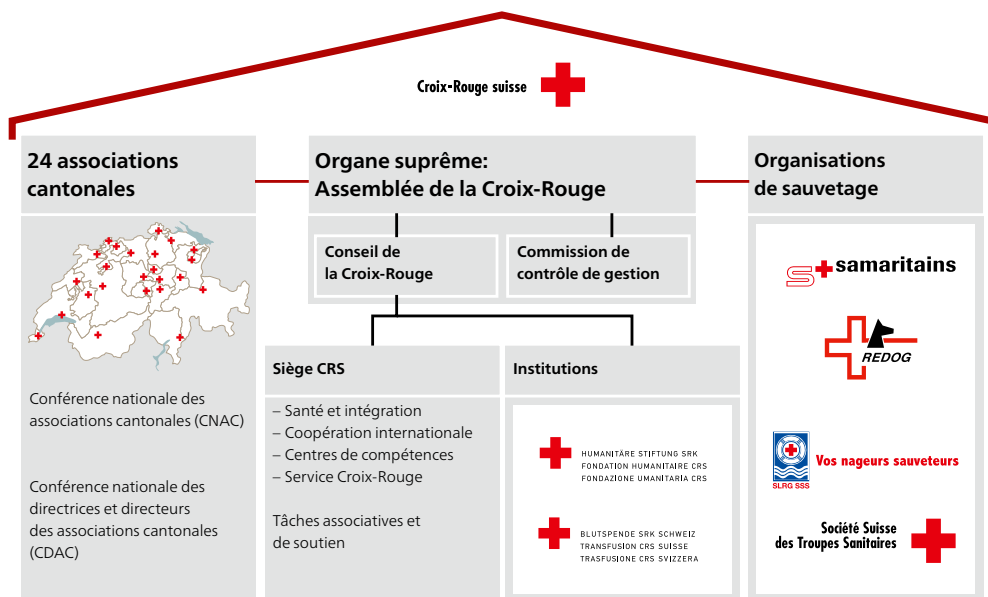 Croix-Rouge suisse
24 associations
cantonales
Conférence nationale des
associations cantonales (CNAC)
Conférence nationale des
directrices et directeurs
des associations cantonales
(CDAC)
Organe suprême:
Assemblée de la Croix-Rouge
Conseil de
la Croix-Rouge
Commission de
contrôle de gestion
Siège CRS
– Santé et intégration
– Coopération internationale
– Centres de compétences
– Service Croix-Rouge
Tâches associatives et
de soutien
Institutions
HUMANITÄRE STIFTUNG SRK
FONDATION HUMANITAIRE CRS
FONDAZIONE UMANITARIA CRS
BLUTSPENDE SRK SCHWEIZ
TRANSFUSION CRS SUISSE
TRASFUSIONE CRS SVIZZERA
Organisations
de sauvetage
s samaritains
REDOG
SLRG SSS
Vos nageurs sauveteurs
Société Suisse
des Troupes Sanitaires